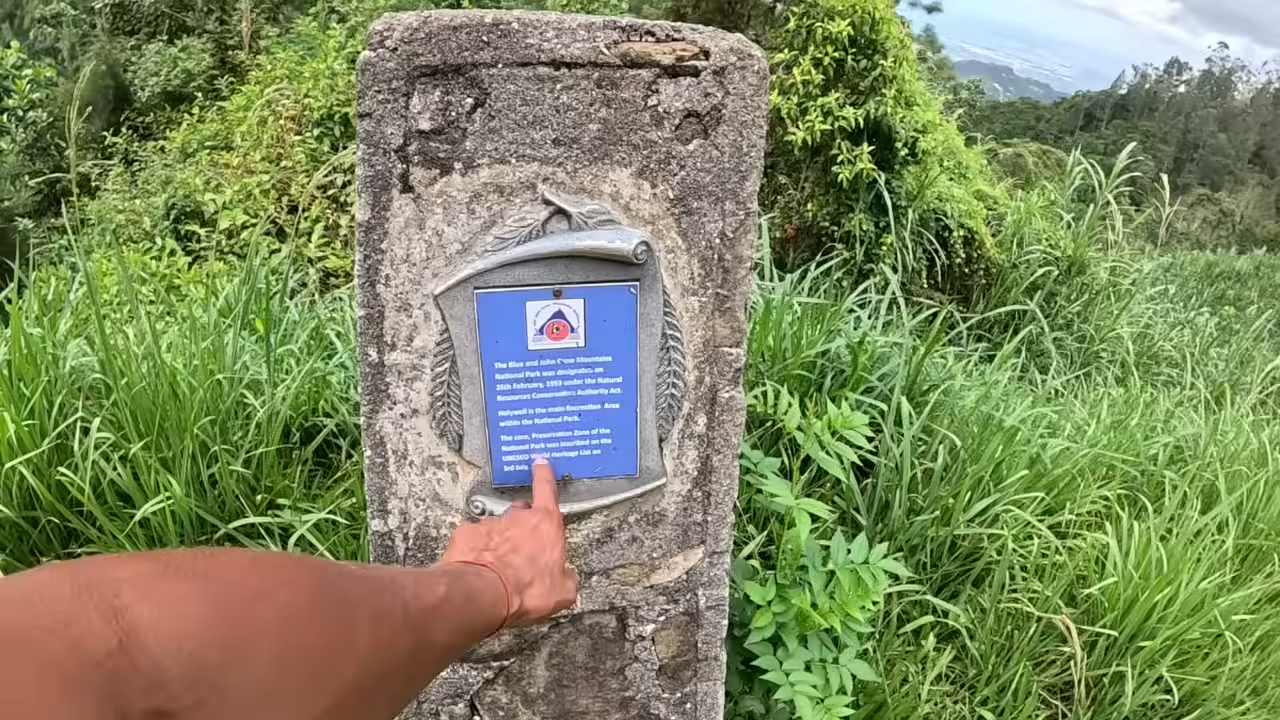 The Blue and John Crow Mountains
National Park was designated on
26th February, 1993 under the Natural
Resources Conservation Authority Act.
Holywell is the main Recreation Area
within the National Park.
The core, Preservation Zone of the
National Park was inscribed on the
UNESCO World Heritage List on
3rd July,